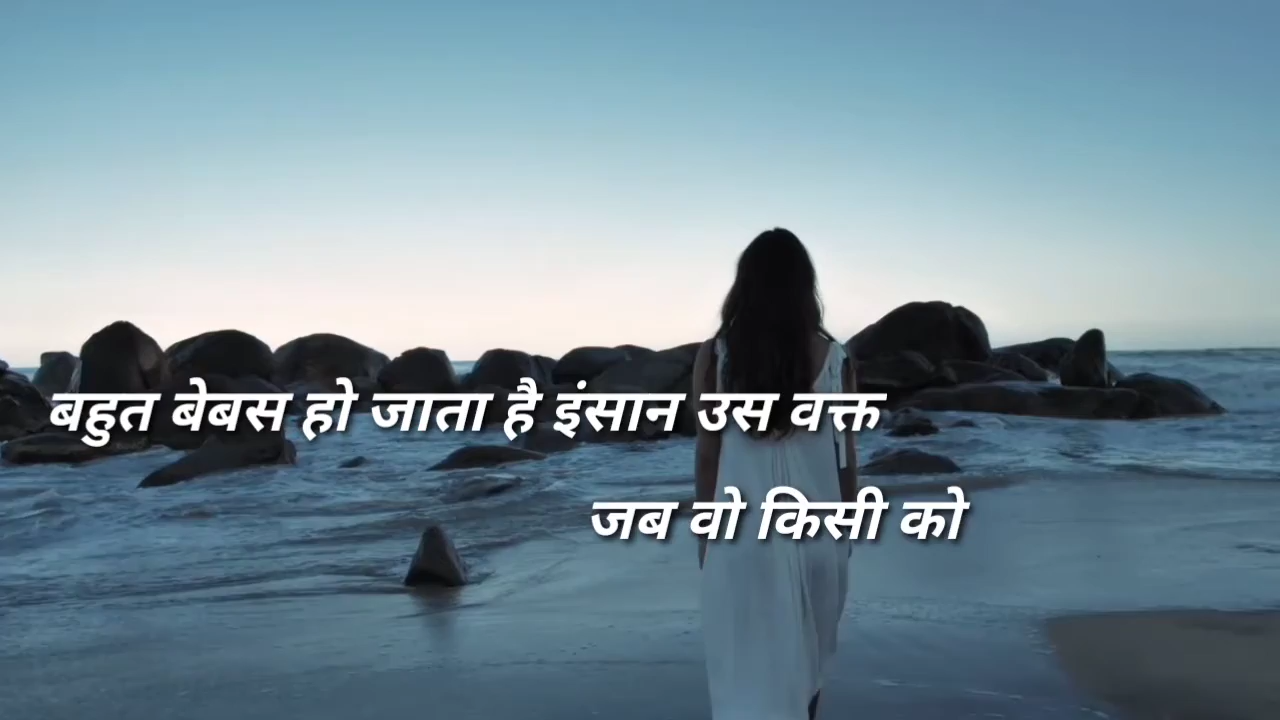 बहुत बेबस हो जाता है इंसान उस वक्त
जब वो किसी को